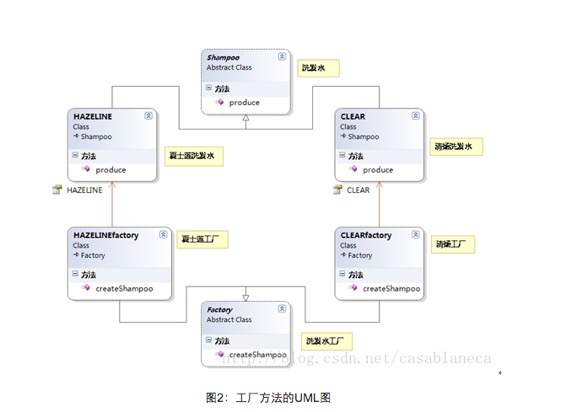 Shampoo
Abstract Class
方法
produce
洗发水
HAZELINE
Class
Shampoo
方法
produce
夏士莲洗发水
HAZELINE
CLEAR
Class
Shampoo
方法
produce
清扬洗发水
CLEAR
HAZELINEfactory
Class
Factory
方法
createShampoo
夏士莲工厂
CLEARfactory
Class
Factory
方法
createShampoo
清扬工厂
Factory
Abstract Class
方法
createShampoo
洗发水工厂
http://blog.csdn.net/casablaneca
图2：工厂方法的UML图